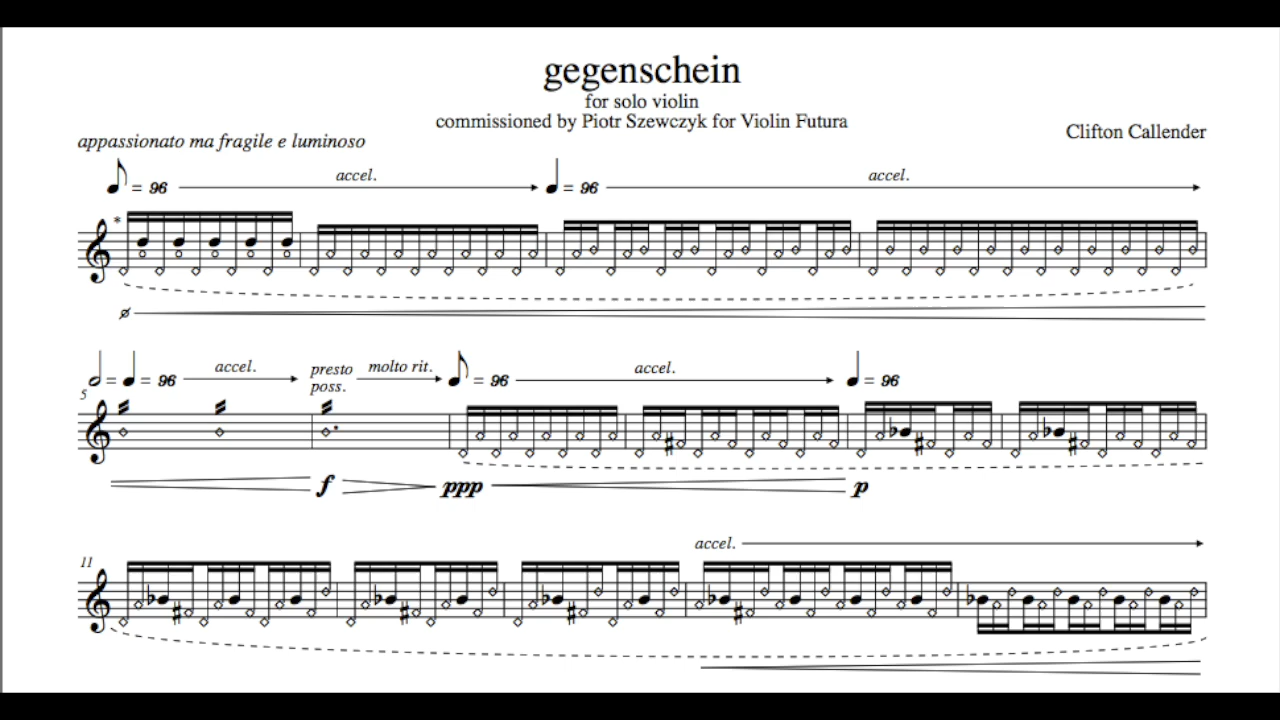 gegenschein
for solo violin
commissioned by Piotr Szewczyk for Violin Futura
Clifton Callender
appassionato ma fragile e luminoso
= 96 accel. = 96 accel.
*
5
= = 96 accel. presto poss. molto rit. = 96 accel. = 96
f ppp p
11
accel.